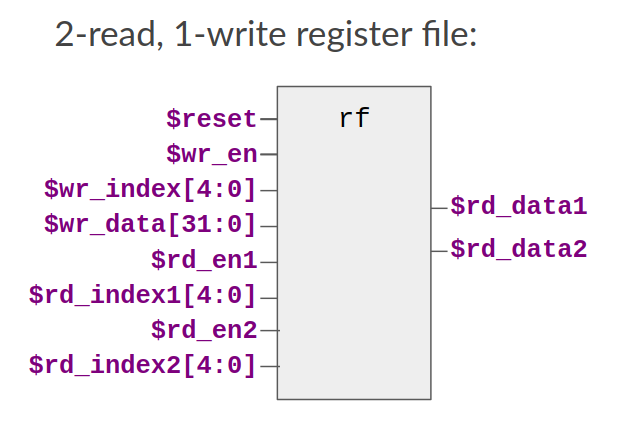 2-read, 1-write register file:
rf
$reset
$wr_en
$wr_index[4:0]
$wr_data[31:0]
$rd_en1
$rd_index1[4:0]
$rd_en2
$rd_index2[4:0]
$rd_data1
$rd_data2